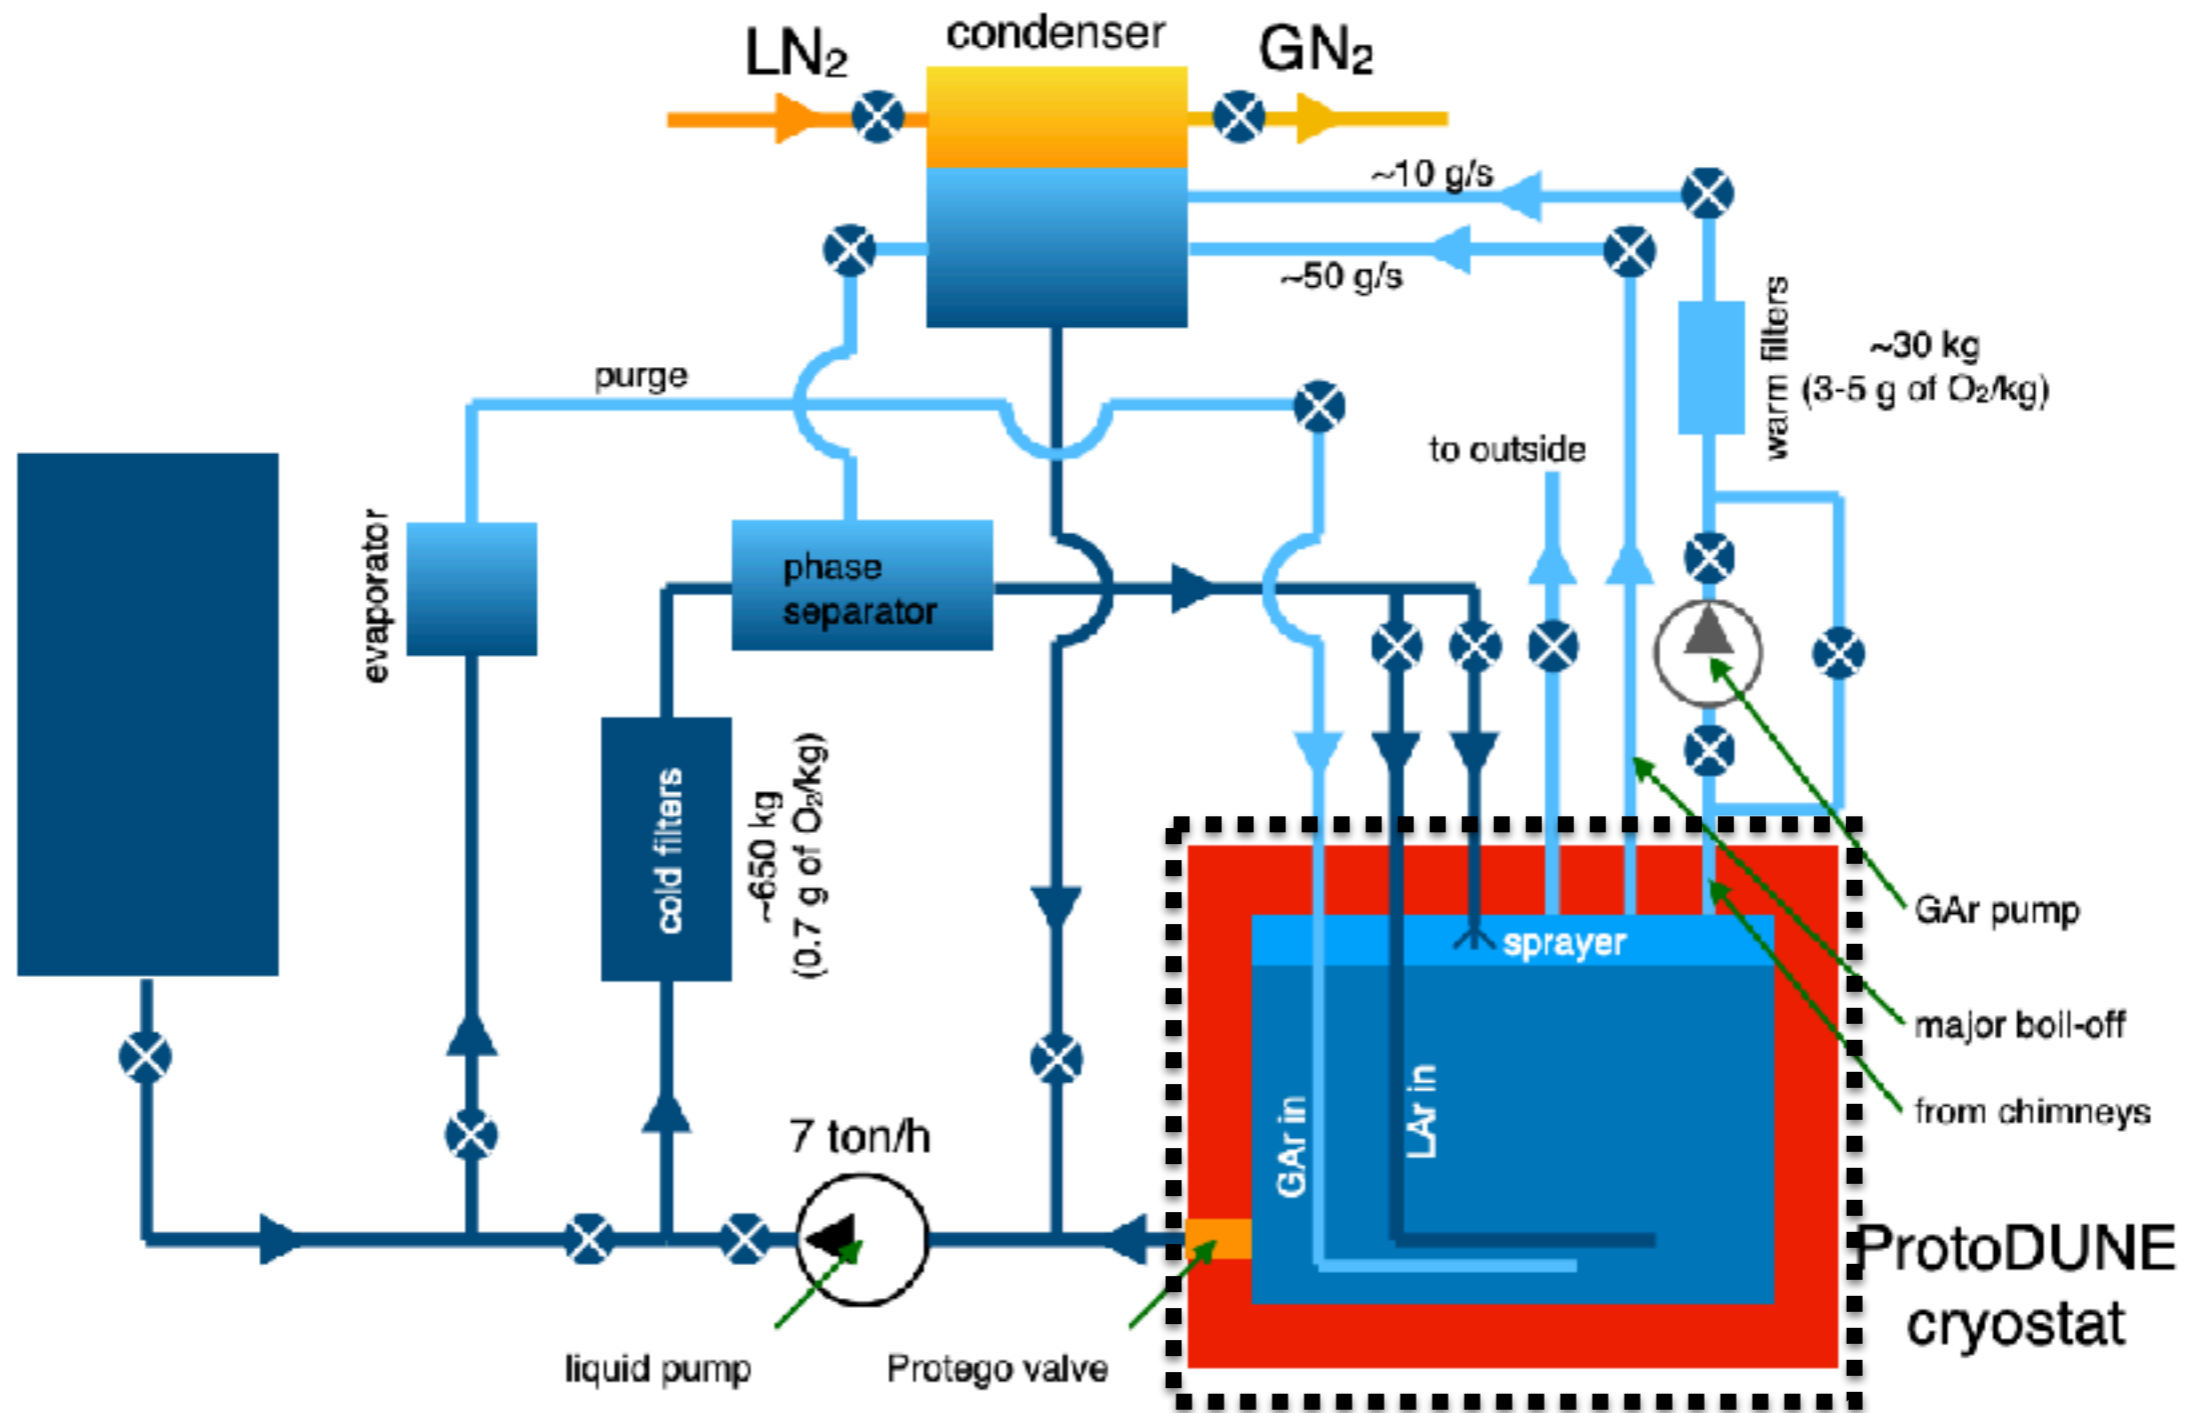 condenser
LN₂
GN₂
~10 g/s
~50 g/s
warm filters
~30 kg
(3-5 g of O₂/kg)
purge
to outside
evaporator
phase
separator
cold filters
~650 kg
(0.7 g of O₂/kg)
sprayer
GAr pump
major boil-off
from chimneys
GAr in
LAr in
7 ton/h
liquid pump
Protego valve
ProtoDUNE
cryostat